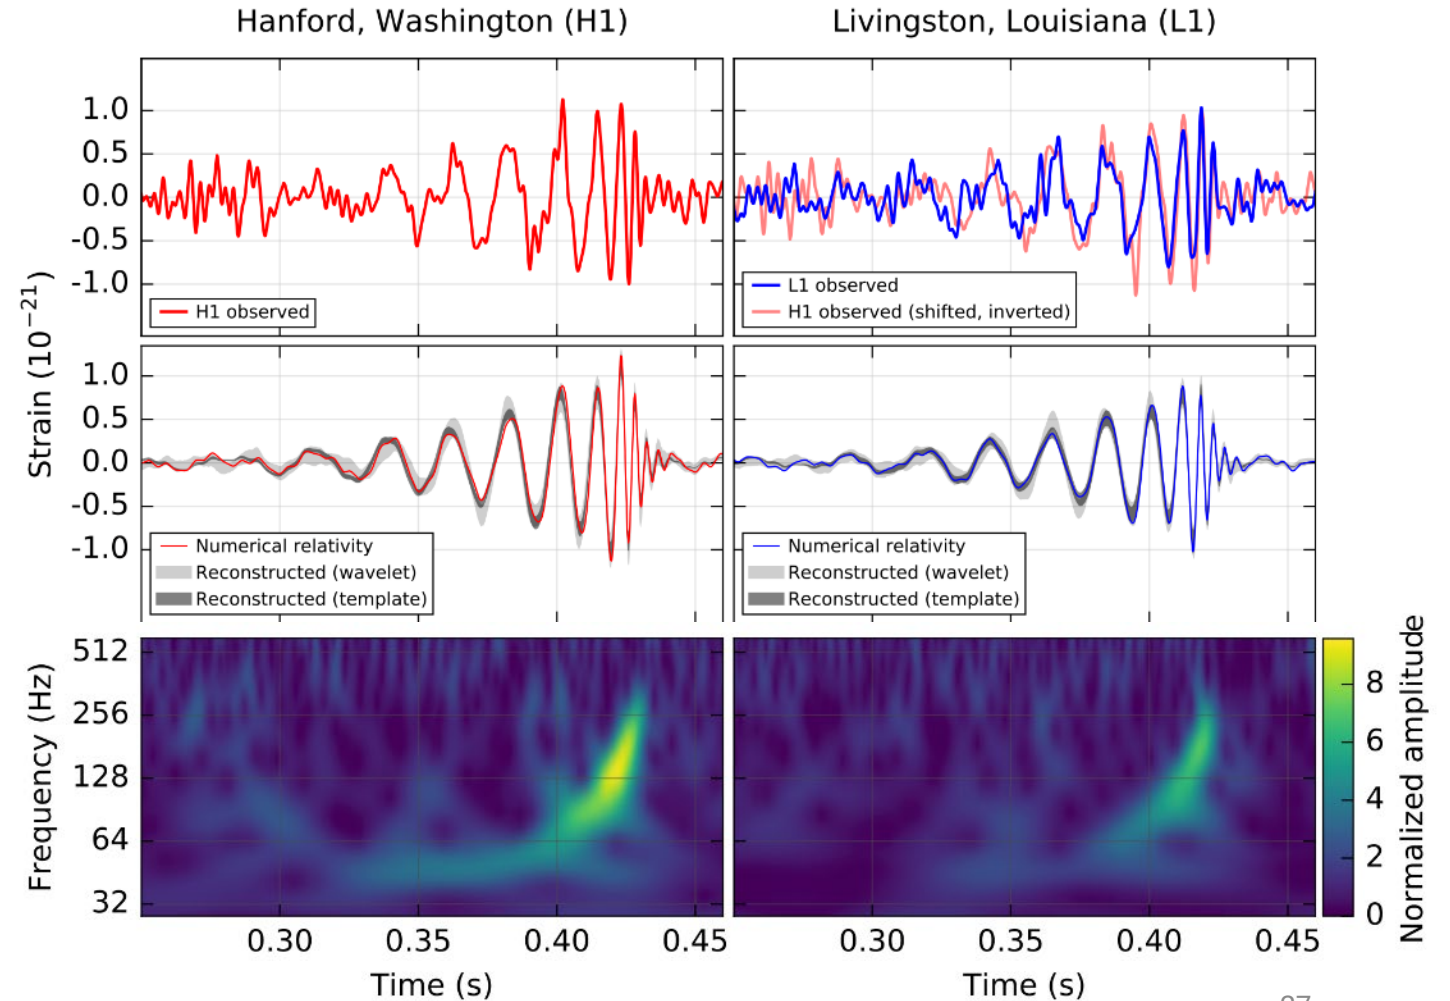 Hanford, Washington (H1)
Livingston, Louisiana (L1)
Strain (10⁻²¹)
1.0
0.5
0.0
-0.5
-1.0
H1 observed
L1 observed
H1 observed (shifted, inverted)
1.0
0.5
0.0
-0.5
-1.0
Numerical relativity
Reconstructed (wavelet)
Reconstructed (template)
Numerical relativity
Reconstructed (wavelet)
Reconstructed (template)
Frequency (Hz)
512
256
128
64
32
Normalized amplitude
8
6
4
2
0
0.30 0.35 0.40 0.45
0.30 0.35 0.40 0.45
Time (s)
Time (s)